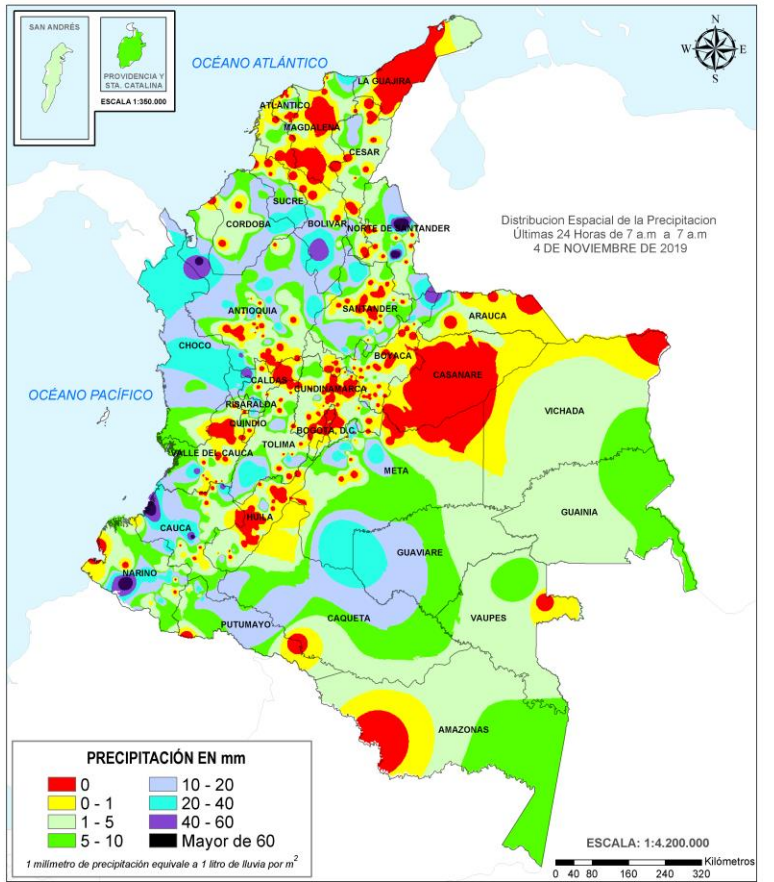 SAN ANDRÉS
PROVIDENCIA Y
STA. CATALINA
ESCALA 1:350.000
OCÉANO ATLÁNTICO
N
W
E
S
LA GUAJIRA
ATLÁNTICO
MAGDALENA
CESAR
SUCRE
CORDOBA
BOLIVAR
NORTE DE SANTANDER
Distribucion Espacial de la Precipitacion
Últimas 24 Horas de 7 a.m a 7 a.m
4 DE NOVIEMBRE DE 2019
ANTIOQUIA
SANTANDER
ARAUCA
CHOCO
BOYACA
CASANARE
CALDAS
CUNDINAMARCA
OCÉANO PACÍFICO
RISARALDA
VICHADA
QUINDIO
BOGOTA, D.C.
TOLIMA
VALLE DEL CAUCA
META
GUAINIA
HUILA
CAUCA
GUAVIARE
NARIÑO
CAQUETA
VAUPES
PUTUMAYO
AMAZONAS
PRECIPITACIÓN EN mm
0
0 - 1
1 - 5
5 - 10
10 - 20
20 - 40
40 - 60
Mayor de 60
1 milímetro de precipitación equivale a 1 litro de lluvia por m²
ESCALA: 1:4.200.000
Kilómetros
0 40 80 160 240 320